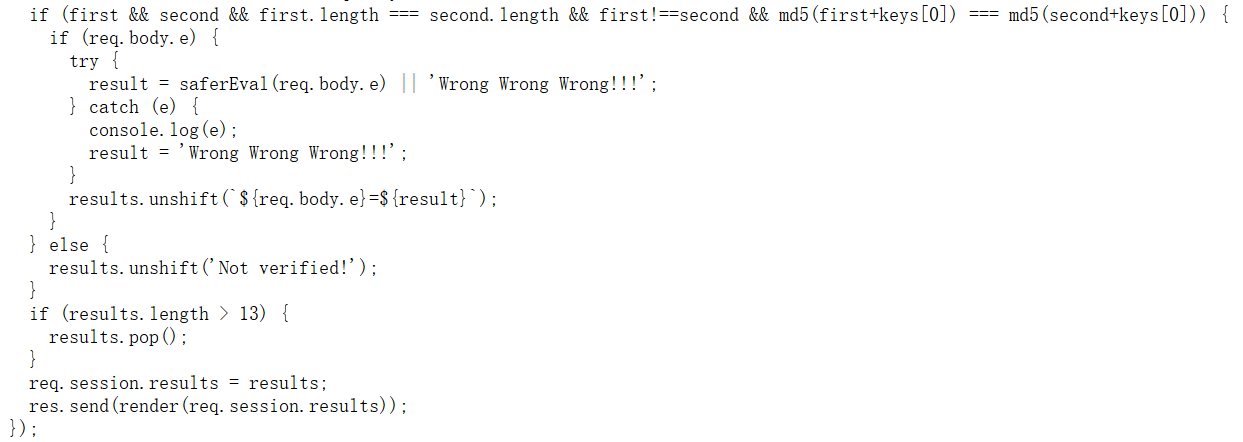 if (first && second && first.length === second.length && first!==second && md5(first+keys[0]) === md5(second+keys[0])) {
if (req.body.e) {
try {
result = saferEval(req.body.e) || 'Wrong Wrong Wrong!!!';
} catch (e) {
console.log(e);
result = 'Wrong Wrong Wrong!!!';
}
results.unshift(`${req.body.e}=${result}`);
}
} else {
results.unshift('Not verified!');
}
if (results.length > 13) {
results.pop();
}
req.session.results = results;
res.send(render(req.session.results));
});